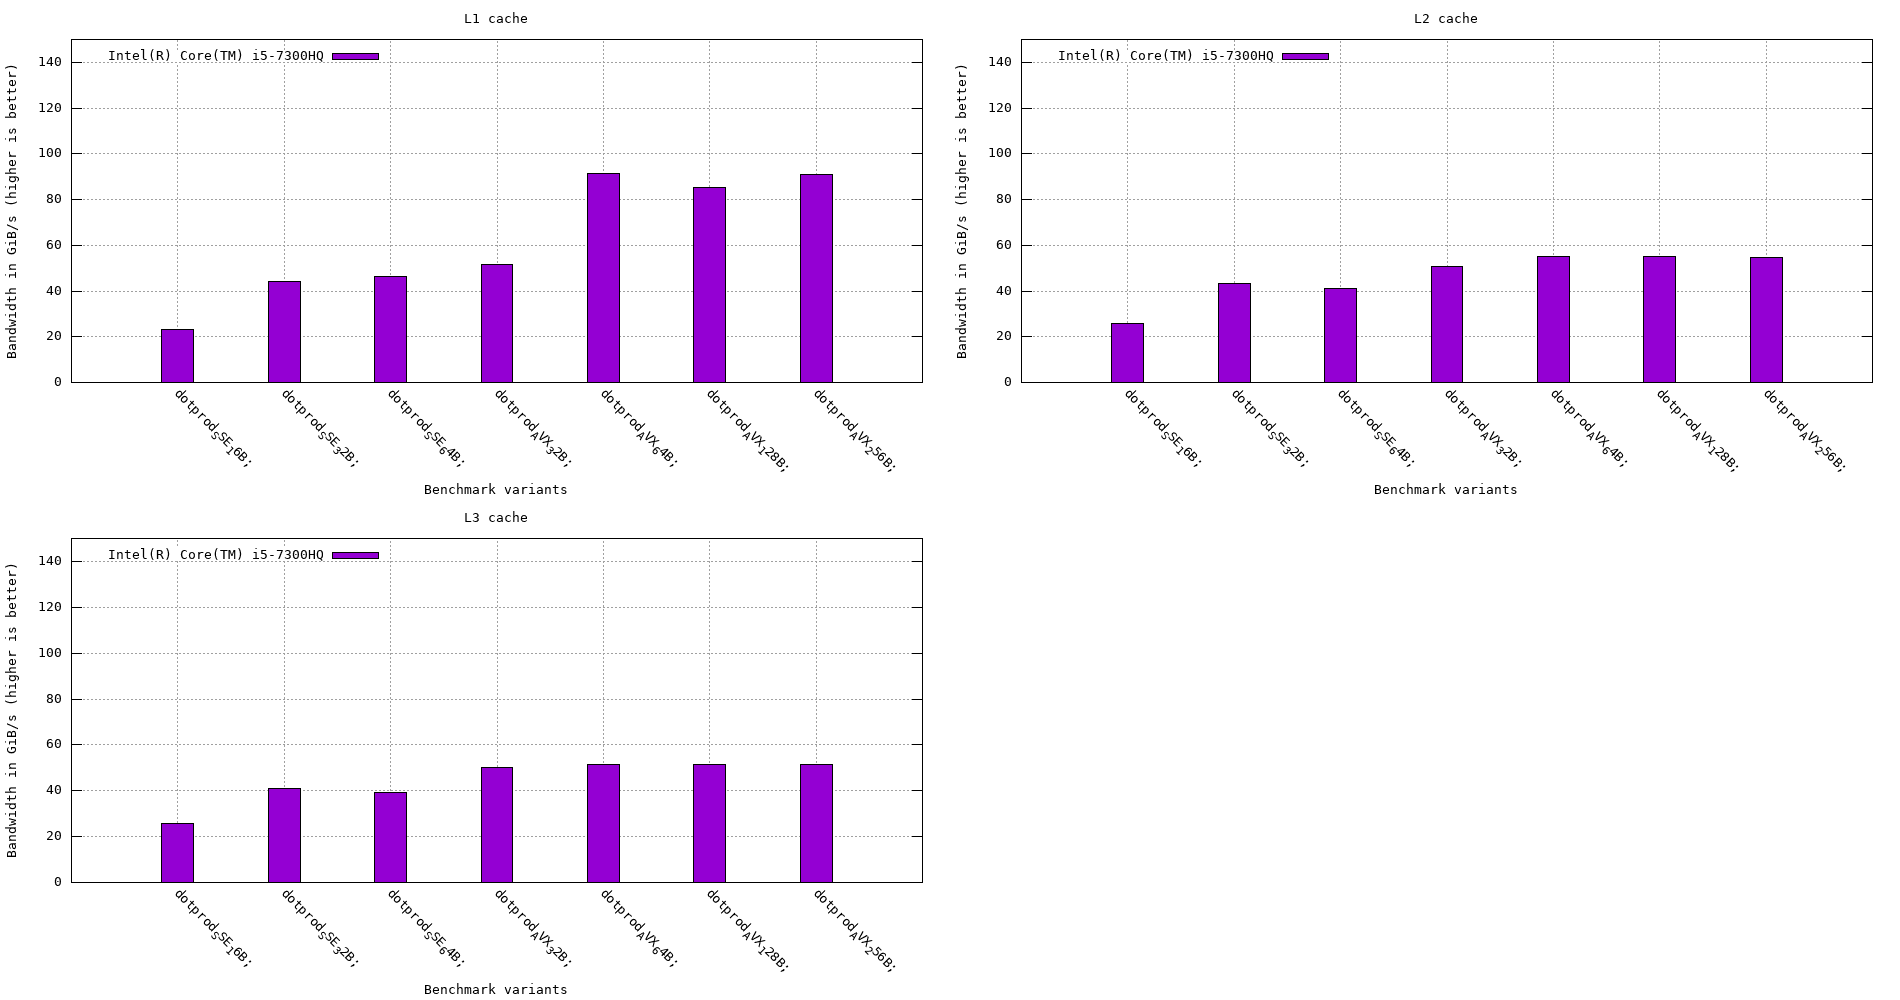 L1 cache
Intel(R) Core(TM) i5-7300HQ
Bandwidth in GiB/s (higher is better)
140
120
100
80
60
40
20
0
dotprod_SSE_16B;
dotprod_SSE_32B;
dotprod_SSE_64B;
dotprod_AVX_32B;
dotprod_AVX_64B;
dotprod_AVX_128B;
dotprod_AVX_256B;
Benchmark variants
L2 cache
Intel(R) Core(TM) i5-7300HQ
Bandwidth in GiB/s (higher is better)
140
120
100
80
60
40
20
0
dotprod_SSE_16B;
dotprod_SSE_32B;
dotprod_SSE_64B;
dotprod_AVX_32B;
dotprod_AVX_64B;
dotprod_AVX_128B;
dotprod_AVX_256B;
Benchmark variants
L3 cache
Intel(R) Core(TM) i5-7300HQ
Bandwidth in GiB/s (higher is better)
140
120
100
80
60
40
20
0
dotprod_SSE_16B;
dotprod_SSE_32B;
dotprod_SSE_64B;
dotprod_AVX_32B;
dotprod_AVX_64B;
dotprod_AVX_128B;
dotprod_AVX_256B;
Benchmark variants